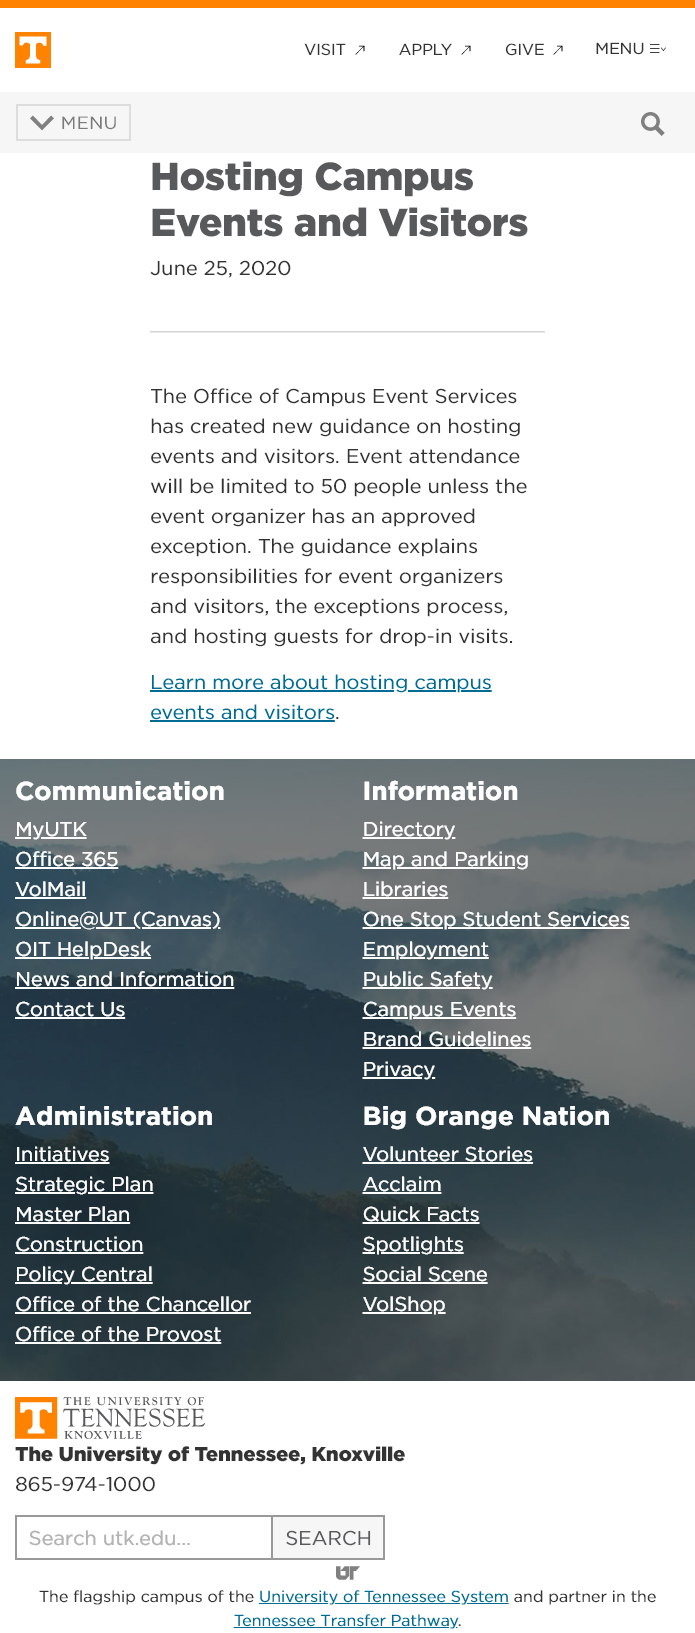 T
VISIT
APPLY
GIVE
MENU
MENU
Hosting Campus
Events and Visitors
June 25, 2020
The Office of Campus Event Services
has created new guidance on hosting
events and visitors. Event attendance
will be limited to 50 people unless the
event organizer has an approved
exception. The guidance explains
responsibilities for event organizers
and visitors, the exceptions process,
and hosting guests for drop-in visits.
Learn more about hosting campus
events and visitors.
Communication
MyUTK
Office 365
VolMail
Online@UT (Canvas)
OIT HelpDesk
News and Information
Contact Us
Information
Directory
Map and Parking
Libraries
One Stop Student Services
Employment
Public Safety
Campus Events
Brand Guidelines
Privacy
Administration
Initiatives
Strategic Plan
Master Plan
Construction
Policy Central
Office of the Chancellor
Office of the Provost
Big Orange Nation
Volunteer Stories
Acclaim
Quick Facts
Spotlights
Social Scene
VolShop
T
THE UNIVERSITY OF
TENNESSEE
KNOXVILLE
The University of Tennessee, Knoxville
865-974-1000
Search utk.edu...
SEARCH
UT
The flagship campus of the University of Tennessee System and partner in the
Tennessee Transfer Pathway.